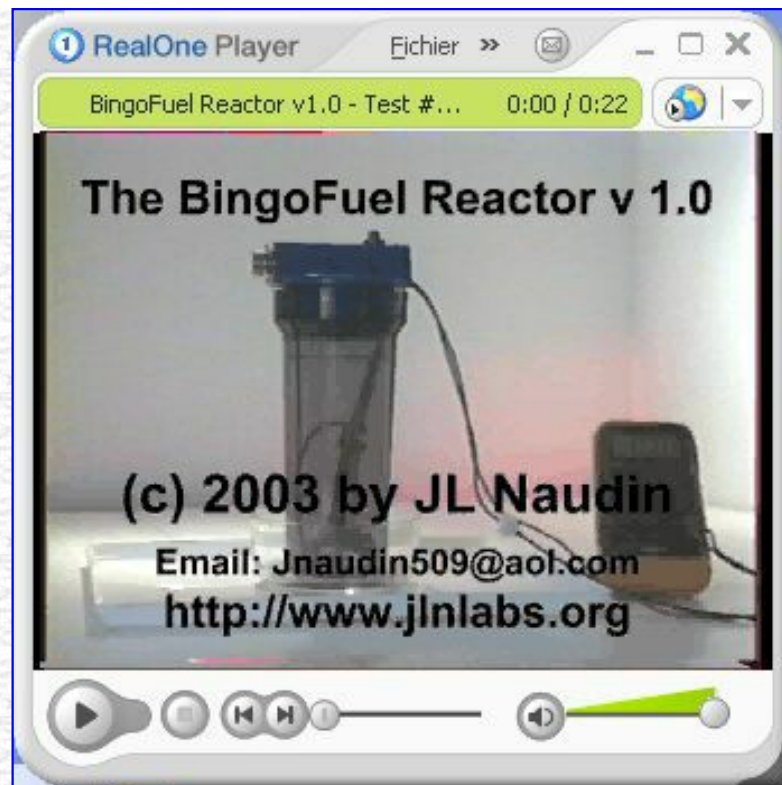 RealOne Player Fichier »
BingoFuel Reactor v1.0 - Test #... 0:00 / 0:22
The BingoFuel Reactor v 1.0
(c) 2003 by JL Naudin
Email: Jnaudin509@aol.com
http://www.jlnlabs.org